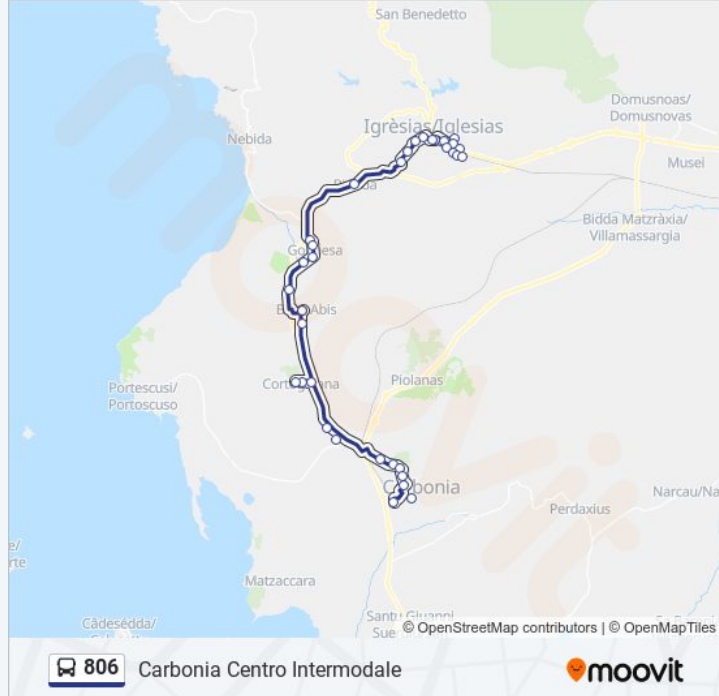 San Benedetto
Domusnoas/
Domusnovas
Igrèsias/Iglesias
Nebida
Musei
Bidda Matzràxia/
Villamassargia
Portescusi/
Portoscuso
Piolanas
Carbonia
Narcau/Na
Perdaxius
Matzaccara
Santu Giuanni
Sue
Càdesédda/
© OpenStreetMap contributors | © OpenMapTiles
806 Carbonia Centro Intermodale
moovit